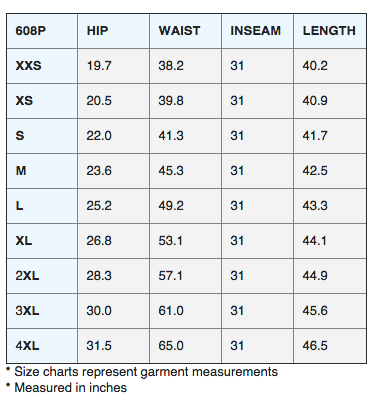 608P HIP WAIST INSEAM LENGTH
XXS 19.7 38.2 31 40.2
XS 20.5 39.8 31 40.9
S 22.0 41.3 31 41.7
M 23.6 45.3 31 42.5
L 25.2 49.2 31 43.3
XL 26.8 53.1 31 44.1
2XL 28.3 57.1 31 44.9
3XL 30.0 61.0 31 45.6
4XL 31.5 65.0 31 46.5
* Size charts represent garment measurements
* Measured in inches